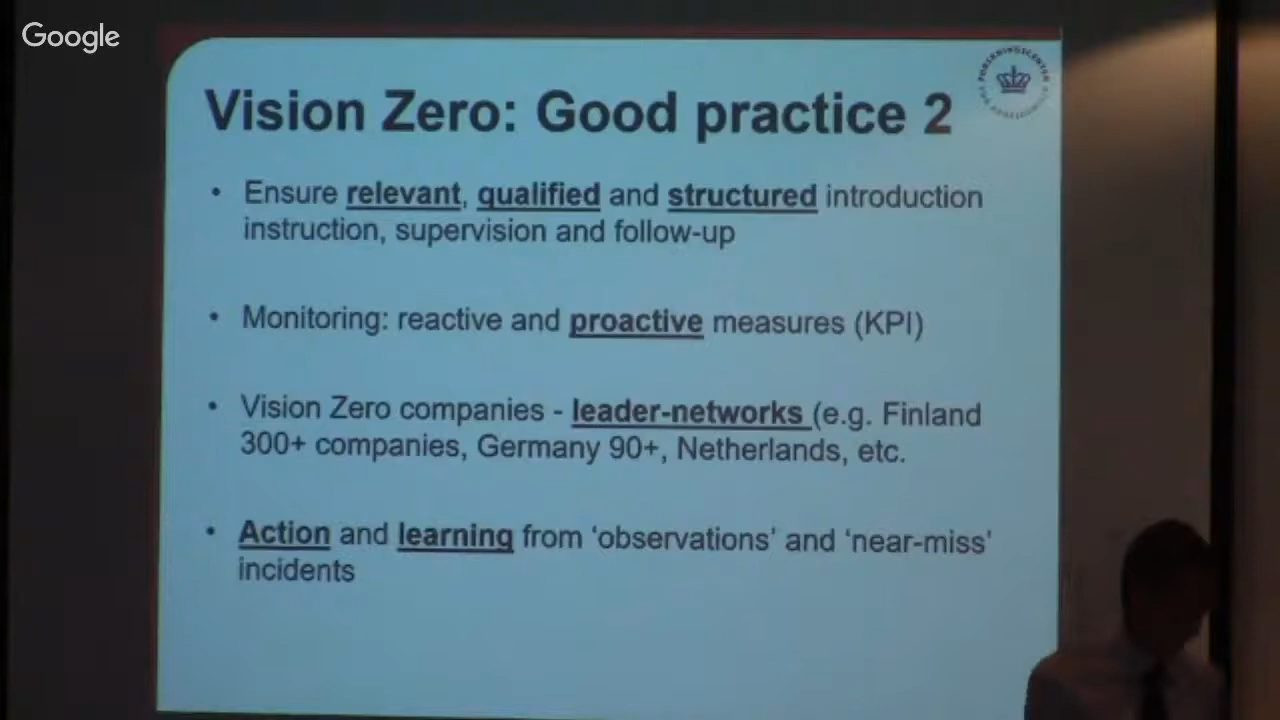 Google
Vision Zero: Good practice 2
• Ensure relevant, qualified and structured introduction
instruction, supervision and follow-up
• Monitoring: reactive and proactive measures (KPI)
• Vision Zero companies - leader-networks (e.g. Finland
300+ companies, Germany 90+, Netherlands, etc.
• Action and learning from ‘observations’ and ‘near-miss’
incidents